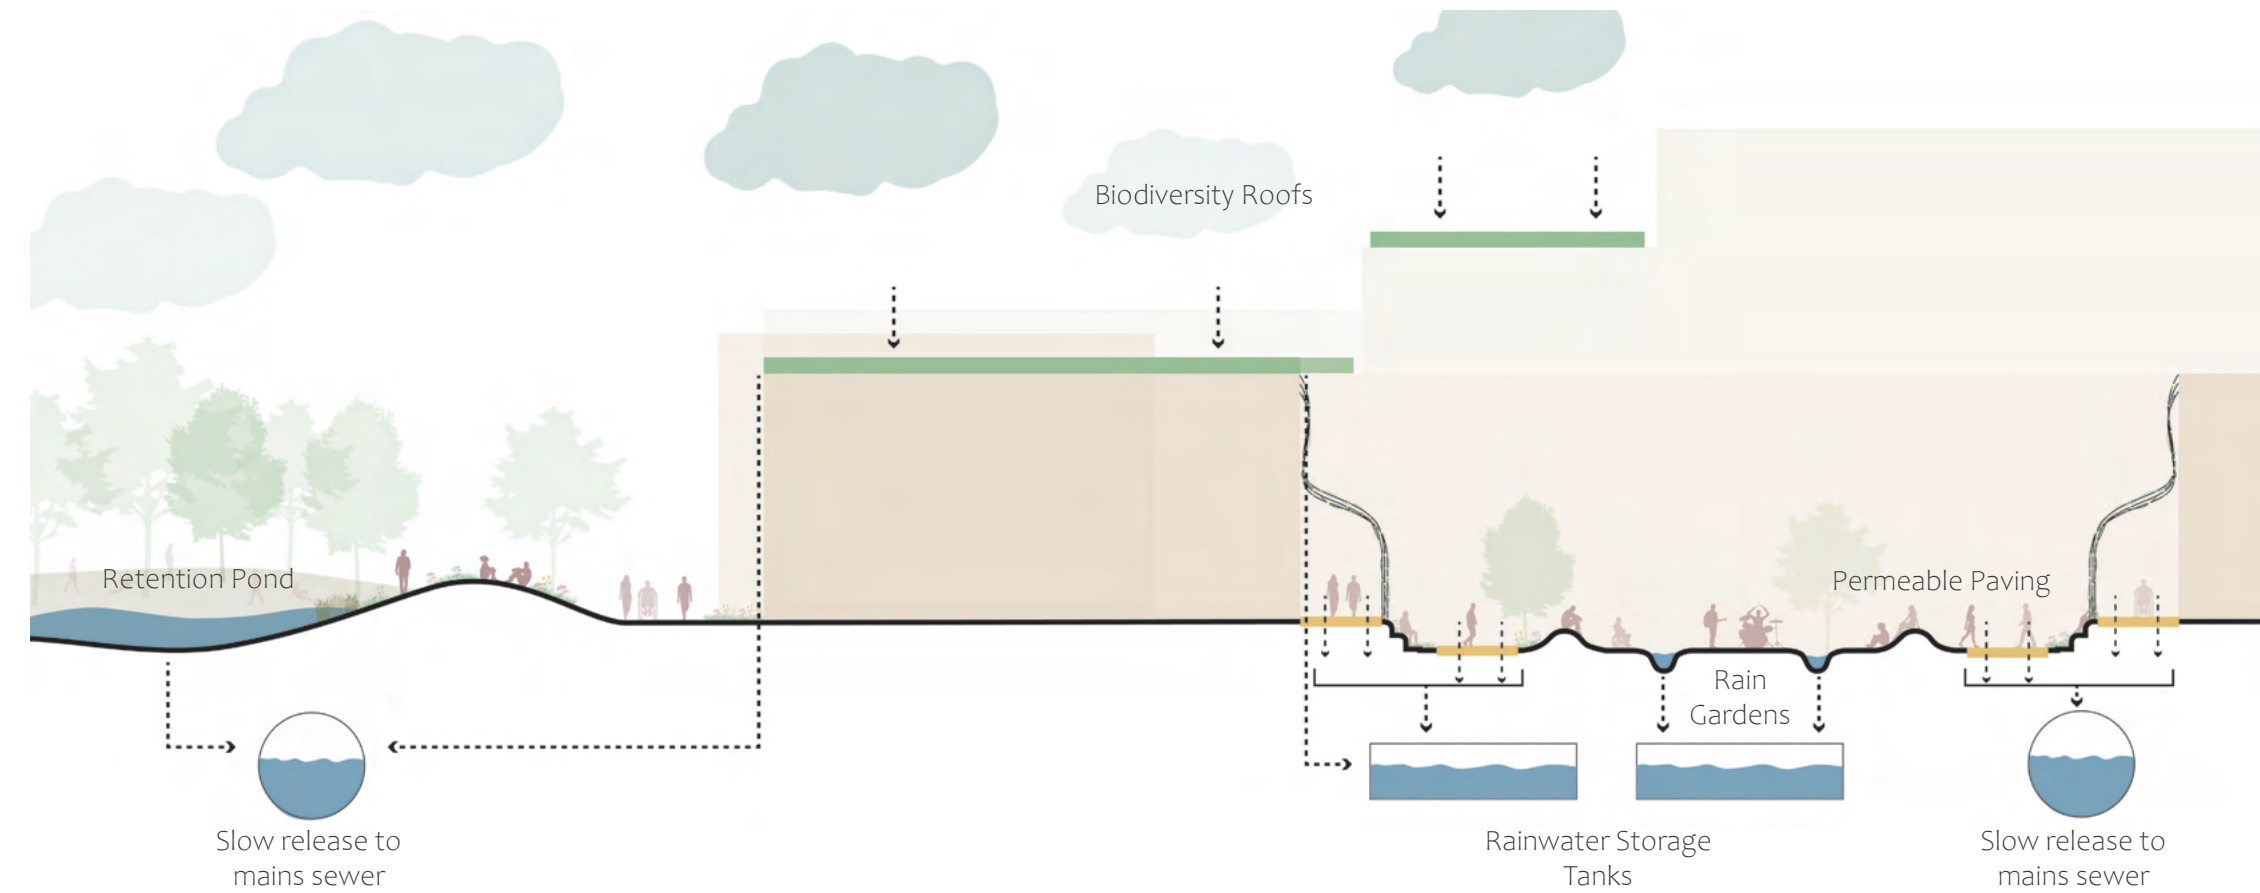 Biodiversity Roofs
Retention Pond
Permeable Paving
Rain
Gardens
Slow release to
mains sewer
Rainwater Storage
Tanks
Slow release to
mains sewer